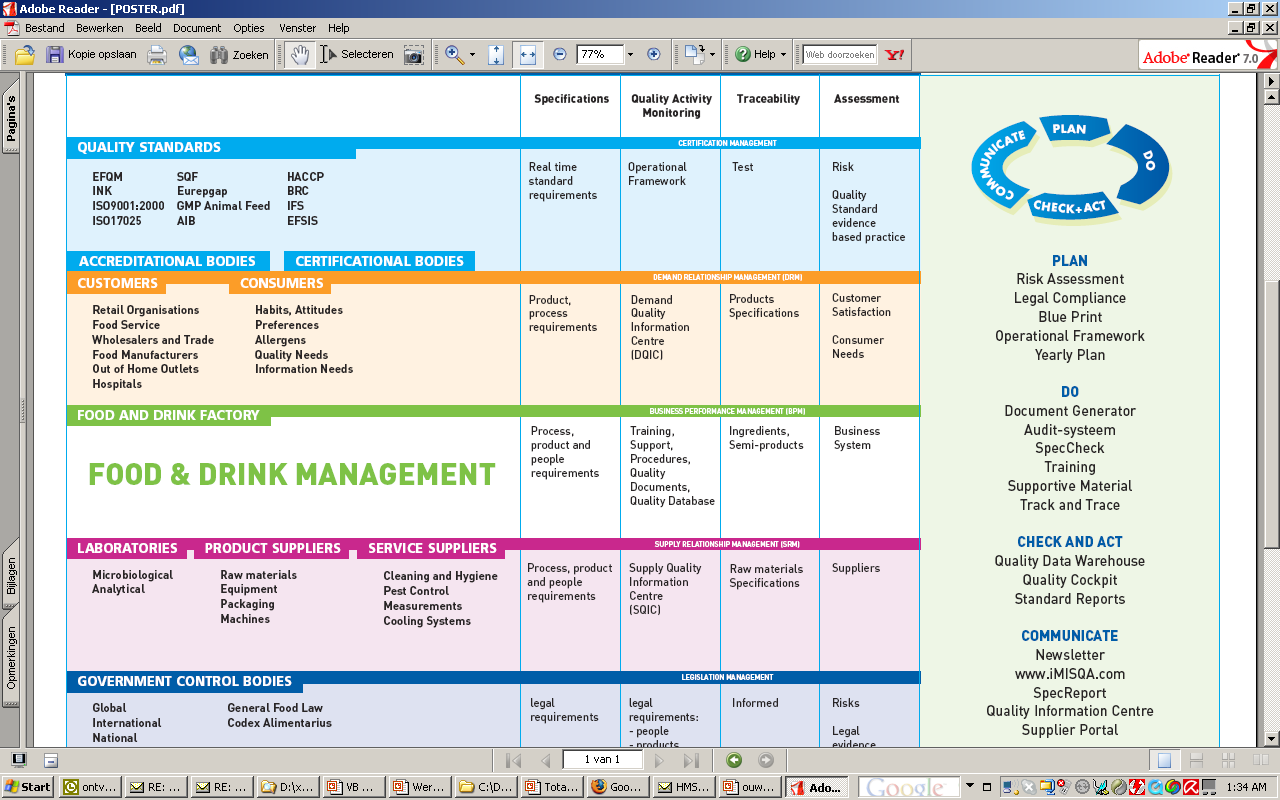 Adobe Reader - [POSTER.pdf]
Bestand Bewerken Beeld Document Opties Venster Help
Kopie opslaan Zoeken Selecteren 77% Help Web doorzoeken Y! Adobe Reader 7.0
Pagina's
Bijlagen
Opmerkingen
Specifications
Quality Activity
Monitoring
Traceability
Assessment
QUALITY STANDARDS
CERTIFICATION MANAGEMENT
EFQM SQF HACCP
INK Eurepgap BRC
ISO9001:2000 GMP Animal Feed IFS
ISO17025 AIB EFSIS
Real time
standard
requirements
Operational
Framework
Test
Risk
Quality
Standard
evidence
based practice
ACCREDITATIONAL BODIES CERTIFICATIONAL BODIES
DEMAND RELATIONSHIP MANAGEMENT (DRM)
CUSTOMERS
Retail Organisations
Food Service
Wholesalers and Trade
Food Manufacturers
Out of Home Outlets
Hospitals
CONSUMERS
Habits, Attitudes
Preferences
Allergens
Quality Needs
Information Needs
Product,
process
requirements
Demand
Quality
Information
Centre
(DQIC)
Products
Specifications
Customer
Satisfaction
Consumer
Needs
FOOD AND DRINK FACTORY
BUSINESS PERFORMANCE MANAGEMENT (BPM)
FOOD & DRINK MANAGEMENT
Process,
product and
people
requirements
Training,
Support,
Procedures,
Quality
Documents,
Quality Database
Ingredients,
Semi-products
Business
System
SUPPLY RELATIONSHIP MANAGEMENT (SRM)
LABORATORIES
Microbiological
Analytical
PRODUCT SUPPLIERS
Raw materials
Equipment
Packaging
Machines
SERVICE SUPPLIERS
Cleaning and Hygiene
Pest Control
Measurements
Cooling Systems
Process, product
and people
requirements
Supply Quality
Information
Centre
(SQIC)
Raw materials
Specifications
Suppliers
GOVERNMENT CONTROL BODIES
LEGISLATION MANAGEMENT
Global
International
National
General Food Law
Codex Alimentarius
legal
requirements
legal
requirements:
- people
- products
Informed
Risks
Legal
evidence
PLAN
DO
CHECK+ACT
COMMUNICATE
PLAN
Risk Assessment
Legal Compliance
Blue Print
Operational Framework
Yearly Plan
DO
Document Generator
Audit-systeem
SpecCheck
Training
Supportive Material
Track and Trace
CHECK AND ACT
Quality Data Warehouse
Quality Cockpit
Standard Reports
COMMUNICATE
Newsletter
www.iMISQA.com
SpecReport
Quality Information Centre
Supplier Portal
1 van 1
Start ontv... RE: ... RE: ... D:\x... VB ... Wer... C:\D... Tota... Goo... HMS... ouw... Ado... Google 1:34 AM